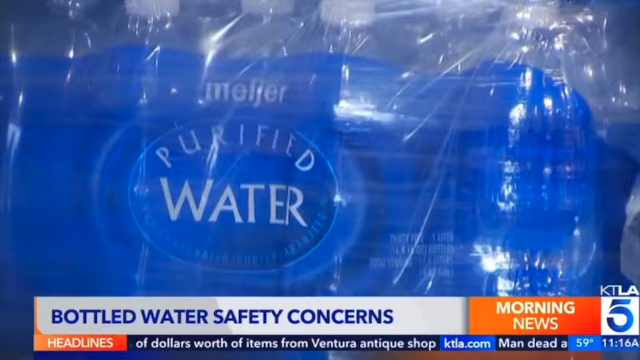 meijer
PURIFIED
WATER
BOTTLED WATER SAFETY CONCERNS
MORNING
NEWS
KTLA
5
HEADLINES of dollars worth of items from Ventura antique shop ktla.com Man dead a 59° 11:16A